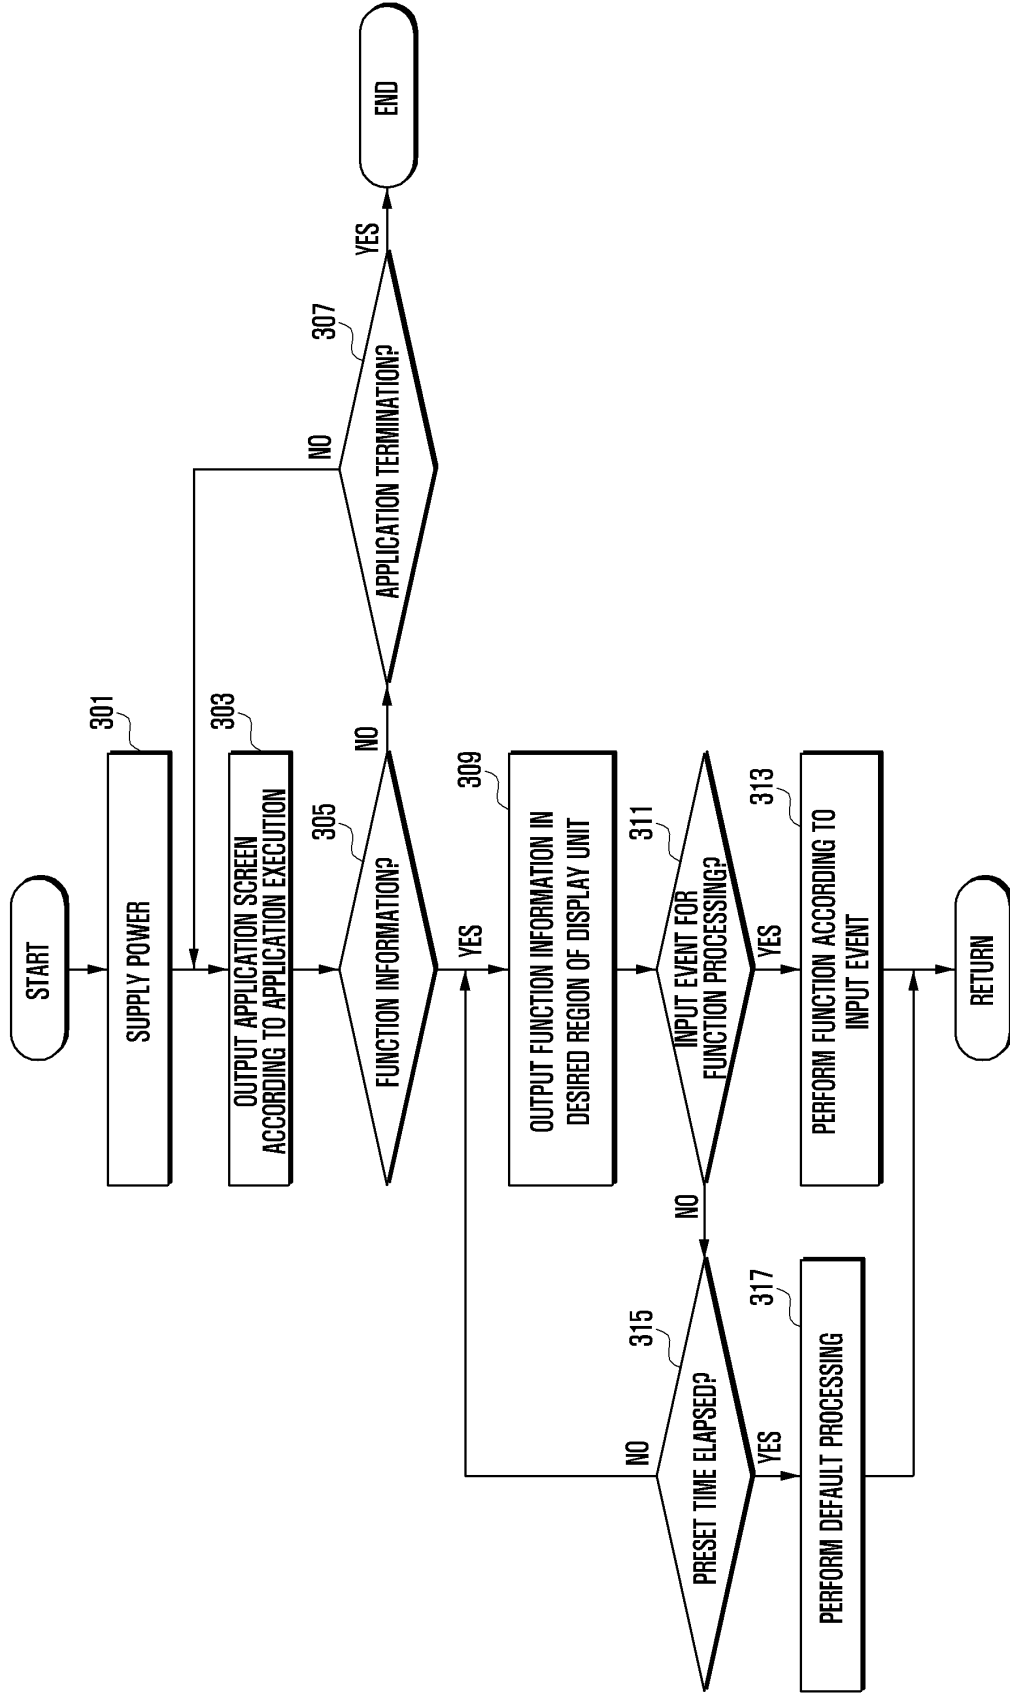 START
301
SUPPLY POWER
303
OUTPUT APPLICATION SCREEN
ACCORDING TO APPLICATION EXECUTION
305
FUNCTION INFORMATION?
NO
307
APPLICATION TERMINATION?
NO
YES
END
YES
309
OUTPUT FUNCTION INFORMATION IN
DESIRED REGION OF DISPLAY UNIT
311
INPUT EVENT FOR
FUNCTION PROCESSING?
NO
YES
315
PRESET TIME ELAPSED?
NO
YES
313
PERFORM FUNCTION ACCORDING TO
INPUT EVENT
317
PERFORM DEFAULT PROCESSING
RETURN